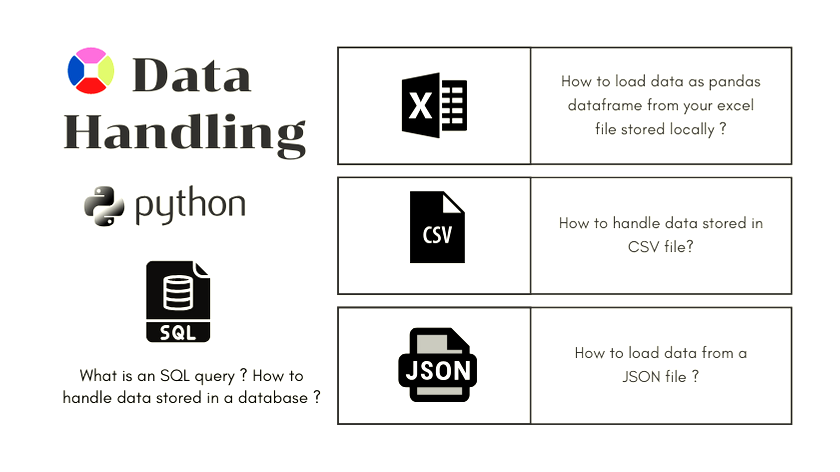 Data
Handling
python
SQL
What is an SQL query ? How to
handle data stored in a database ?
X
How to load data as pandas
dataframe from your excel
file stored locally ?
CSV
How to handle data stored in
CSV file?
JSON
How to load data from a
JSON file ?